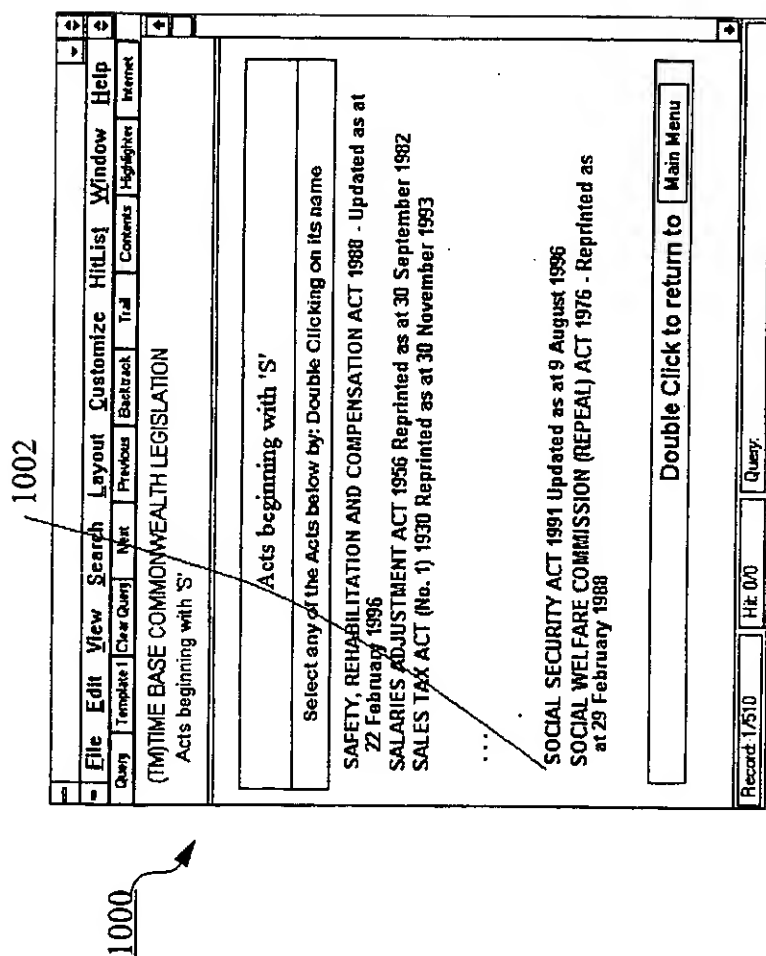 1002
1000
File Edit View Search Layout Customize HitList Window Help
Query Template 1 Clear Query Next Previous Backtrack Trail Contents Highlighter Internet
(TM)TIME BASE COMMONWEALTH LEGISLATION
Acts beginning with 'S'
Acts beginning with 'S'
Select any of the Acts below by: Double Clicking on its name
SAFETY, REHABILITATION AND COMPENSATION ACT 1988 - Updated as at
22 February 1996
SALARIES ADJUSTMENT ACT 1956 Reprinted as at 30 September 1982
SALES TAX ACT (No. 1) 1930 Reprinted as at 30 November 1993
. . . .
SOCIAL SECURITY ACT 1991 Updated as at 9 August 1996
SOCIAL WELFARE COMMISSION (REPEAL) ACT 1976 - Reprinted as
at 29 February 1988
Double Click to return to Main Menu
Record: 1/510 Hit: 0/0 Query: